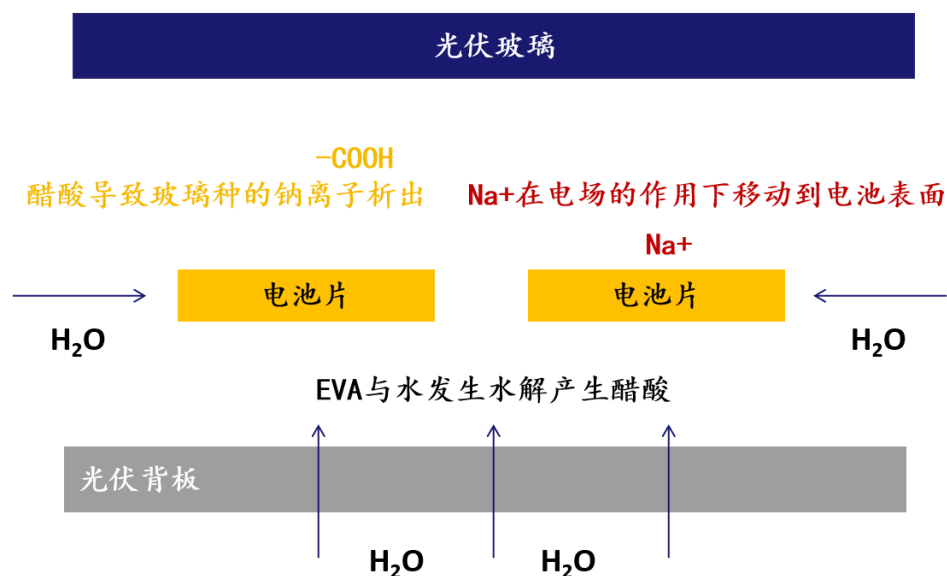 光伏玻璃
-COOH
醋酸导致玻璃种的钠离子析出
Na+在电场的作用下移动到电池表面
Na+
电池片
电池片
H₂O
H₂O
EVA与水发生水解产生醋酸
光伏背板
H₂O
H₂O